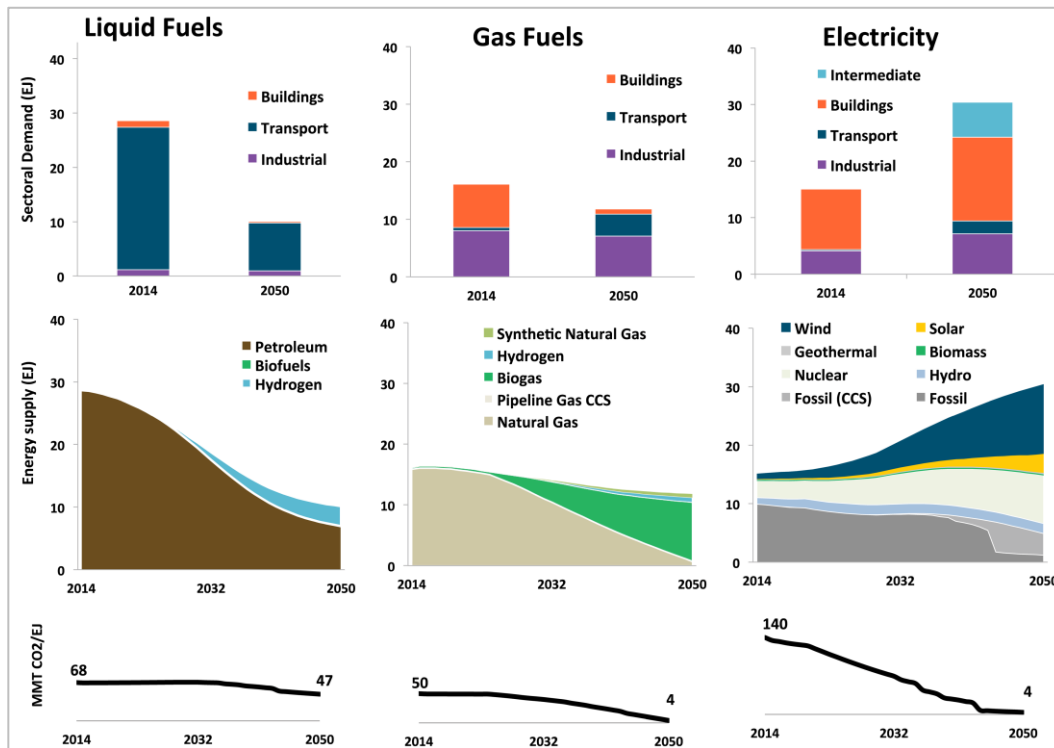 Liquid Fuels
Sectoral Demand (EJ)
40
30
20
10
0
Buildings
Transport
Industrial
2014 2050
Gas Fuels
40
30
20
10
0
Buildings
Transport
Industrial
2014 2050
Electricity
40
30
20
10
0
Intermediate
Buildings
Transport
Industrial
2014 2050
Energy supply (EJ)
40
30
20
10
0
Petroleum
Biofuels
Hydrogen
2014 2032 2050
40
30
20
10
0
Synthetic Natural Gas
Hydrogen
Biogas
Pipeline Gas CCS
Natural Gas
2014 2032 2050
40
30
20
10
0
Wind Solar
Geothermal Biomass
Nuclear Hydro
Fossil (CCS) Fossil
2014 2032 2050
MMT CO2/EJ
68 47
2014 2032 2050
50 4
2014 2032 2050
140 4
2014 2032 2050